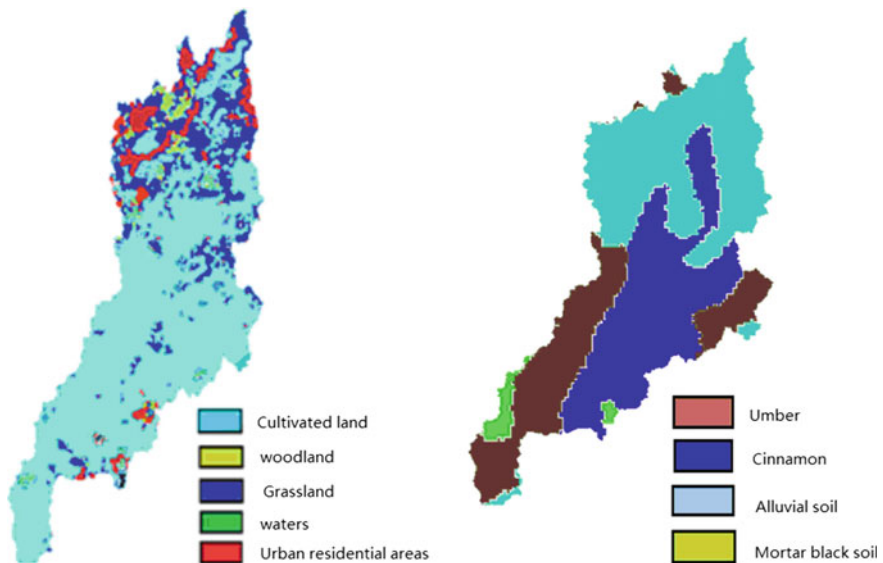 Cultivated land
woodland
Grassland
waters
Urban residential areas
Umber
Cinnamon
Alluvial soil
Mortar black soil